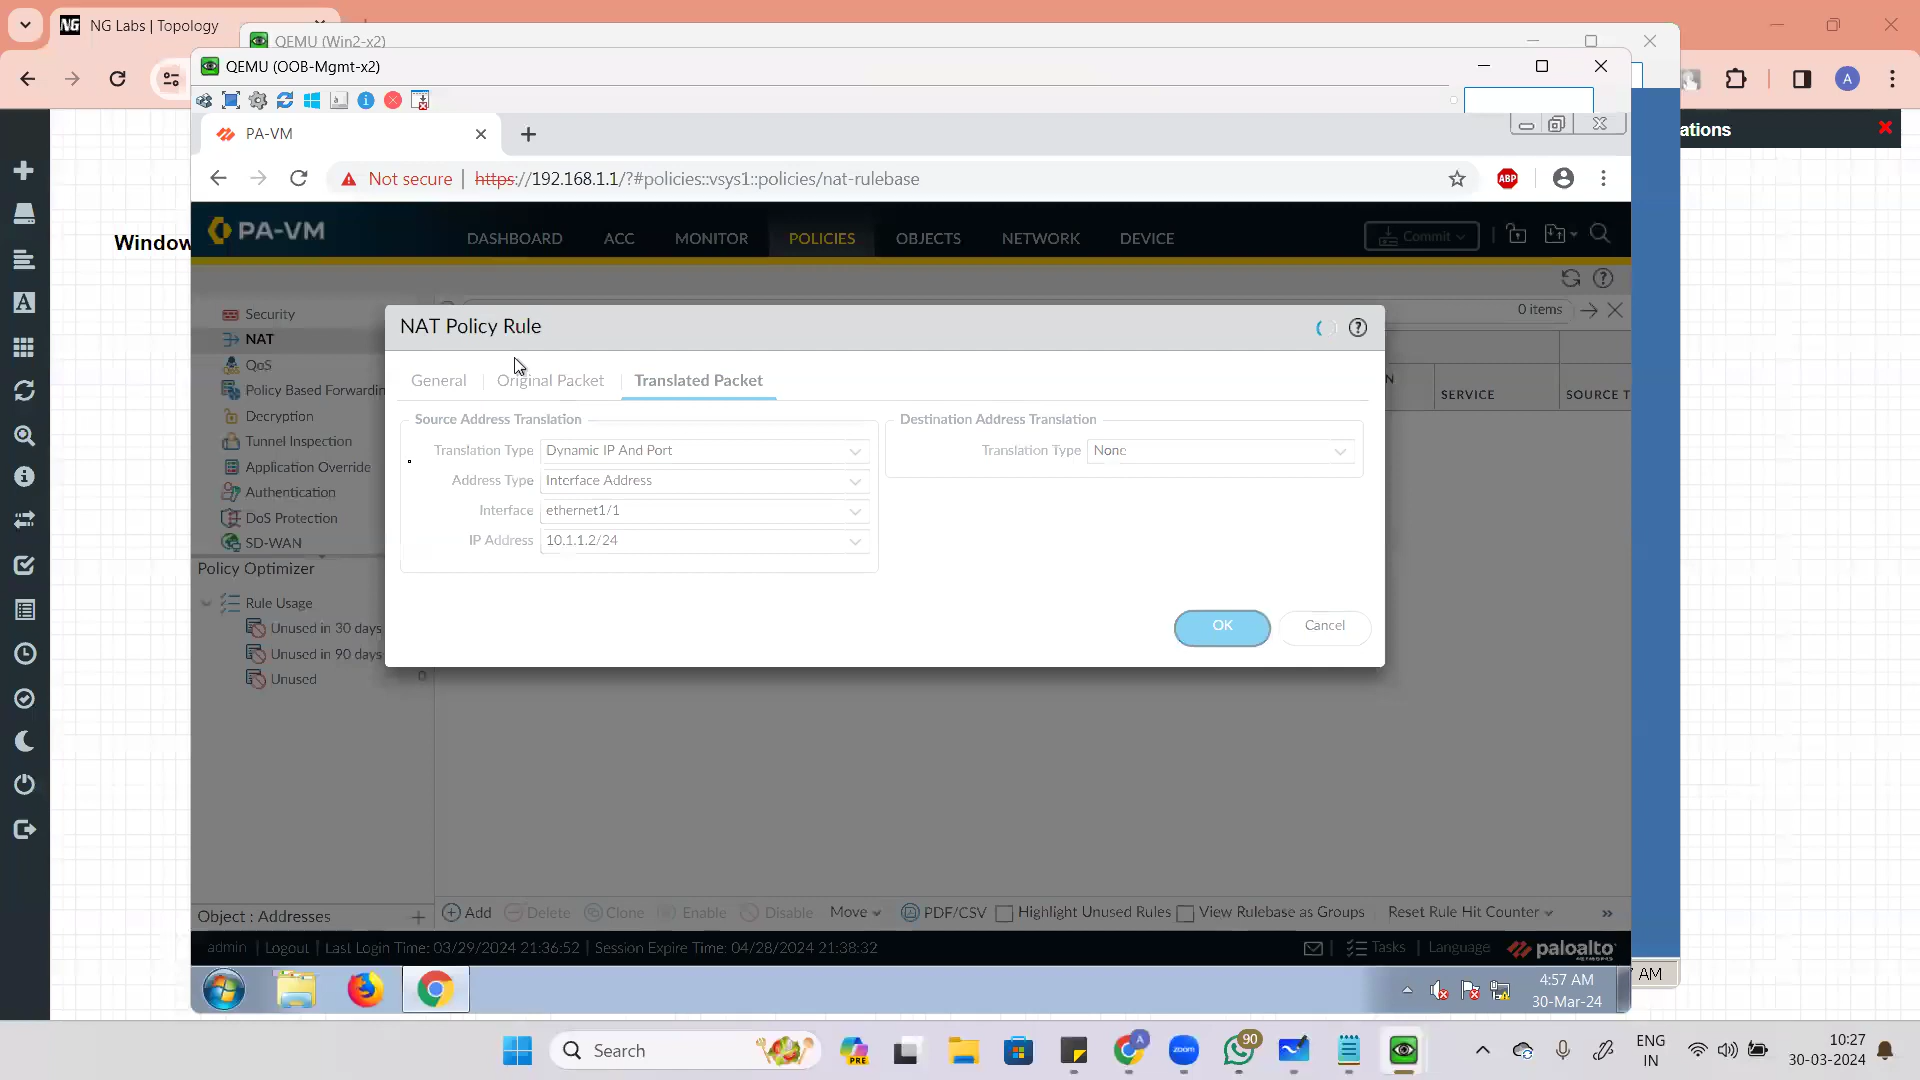 NG Labs | Topology
QEMU (Win2-x2)
QEMU (OOB-Mgmt-x2)
PA-VM
ations
Not secure | https://192.168.1.1/?#policies::vsys1::policies/nat-rulebase
ABP
A
Window
PA-VM
DASHBOARD ACC MONITOR POLICIES OBJECTS NETWORK DEVICE
Commit
0 items
Security
NAT
QoS
Policy Based Forwardin
Decryption
Tunnel Inspection
Application Override
Authentication
DoS Protection
SD-WAN
NAT Policy Rule
General Original Packet Translated Packet
Source Address Translation
Translation Type Dynamic IP And Port
Address Type Interface Address
Interface ethernet1/1
IP Address 10.1.1.2/24
Destination Address Translation
Translation Type None
OK Cancel
N
SERVICE
SOURCE T
Policy Optimizer
Rule Usage
Unused in 30 days
Unused in 90 days
Unused 0
Object : Addresses
Add Delete Clone Enable Disable Move PDF/CSV Highlight Unused Rules View Rulebase as Groups Reset Rule Hit Counter
admin | Logout | Last Login Time: 03/29/2024 21:36:52 | Session Expire Time: 04/28/2024 21:38:32
Tasks | Language paloalto
NETWORKS
4:57 AM
30-Mar-24
7 AM
Search
PRE
A
zoom
90
ENG
IN
10:27
30-03-2024